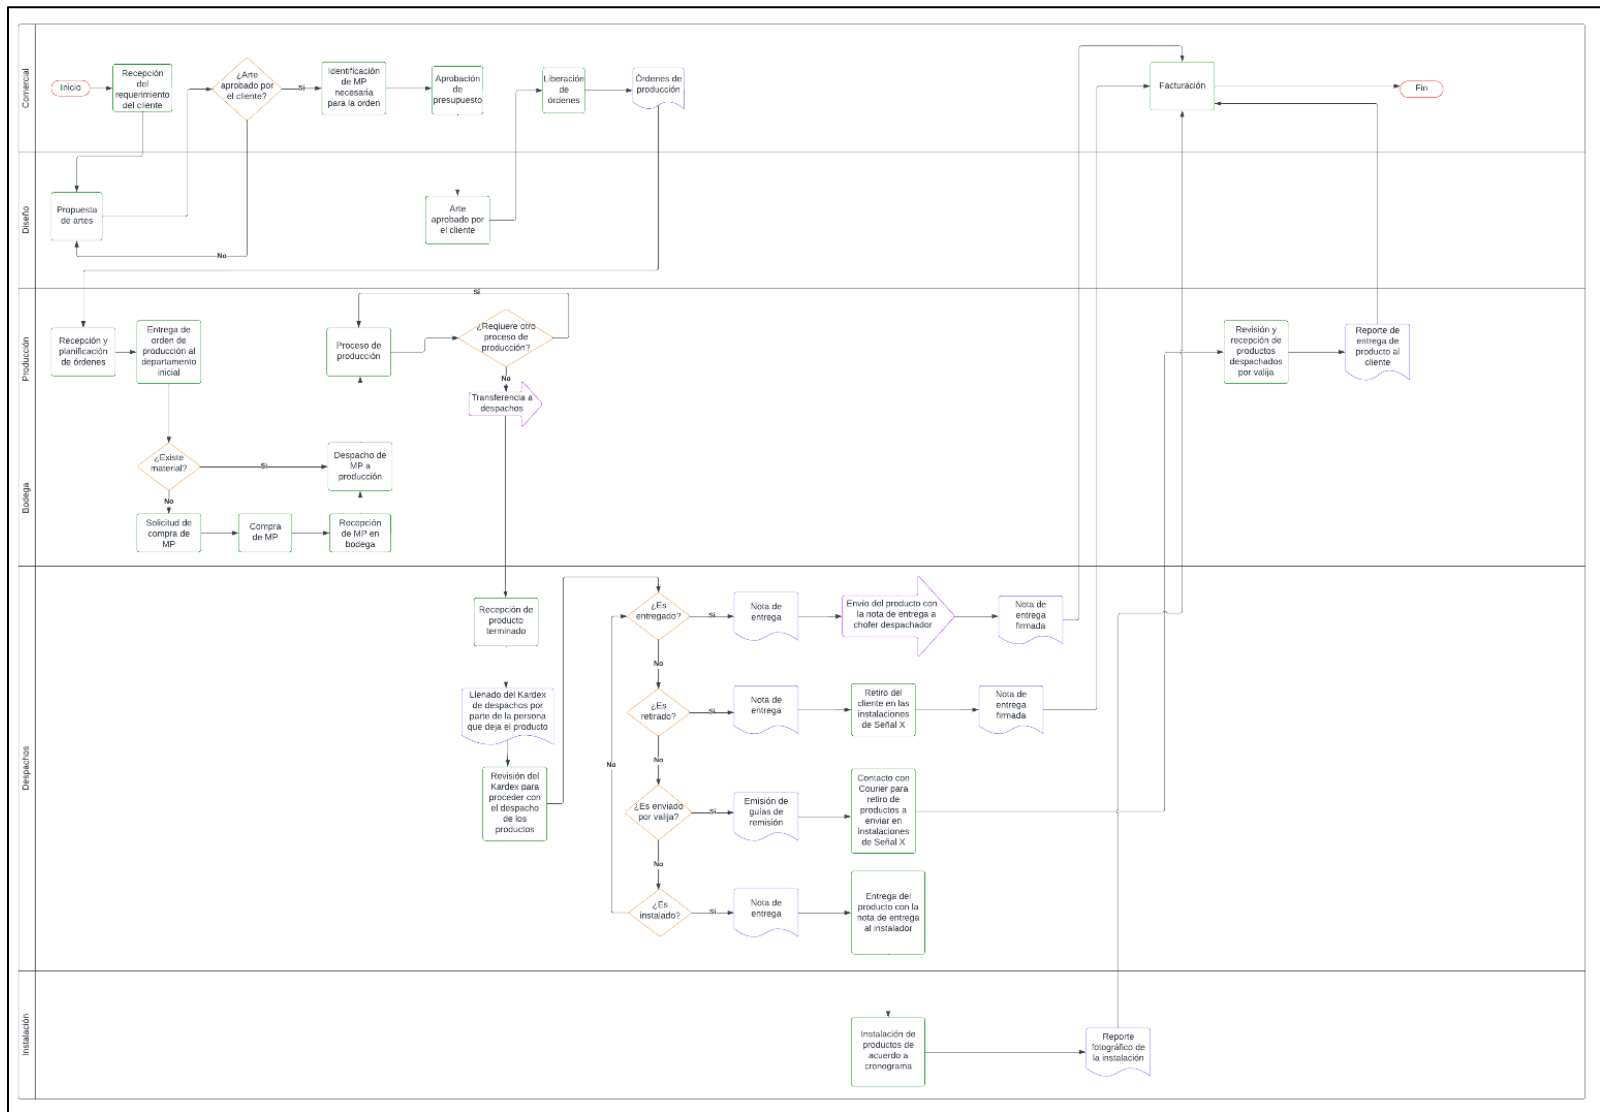 Comercial
Inicio
Recepción
del
requerimiento
del cliente
¿Arte
aprobado por
el cliente?
Si
Identificación
de MP
necesaria
para la orden
Aprobación
de
presupuesto
Liberación
de
órdenes
Órdenes de
producción
Facturación
Fin
Diseño
Propuesta
de artes
No
Arte
aprobado por
el cliente
Producción
Recepción y
planificación
de órdenes
Entrega de
orden de
producción al
departamento
inicial
Proceso de
producción
Si
¿Reqiuere otro
proceso de
producción?
No
Transferencia a
despachos
Revisión y
recepción de
productos
despachados
por valija
Reporte de
entrega de
producto al
cliente
Bodega
¿Existe
material?
Si
Despacho de
MP a
producción
No
Solicitud de
compra de
MP
Compra
de MP
Recepción
de MP en
bodega
Despachos
Recepción de
producto
terminado
Llenado del Kardex
de despachos por
parte de la persona
que deja el producto
Revisión del
Kardex para
proceder con
el despacho
de los
productos
¿Es
entregado?
Si
Nota de
entrega
Envío del producto con
la nota de entrega a
chofer despachador
Nota de
entrega
firmada
No
¿Es
retirado?
Si
Nota de
entrega
Retiro del
cliente en las
instalaciones
de Señal X
Nota de
entrega
firmada
No
No
¿Es enviado
por valija?
Si
Emisión de
guías de
remisión
Contacto con
Courier para
retiro de
productos a
enviar en
instalaciones
de Señal X
No
¿Es
instalado?
Si
Nota de
entrega
Entrega del
producto con la
nota de entrega
al instalador
Instalación
Instalación de
productos de
acuerdo a
cronograma
Reporte
fotográfico de
la instalación